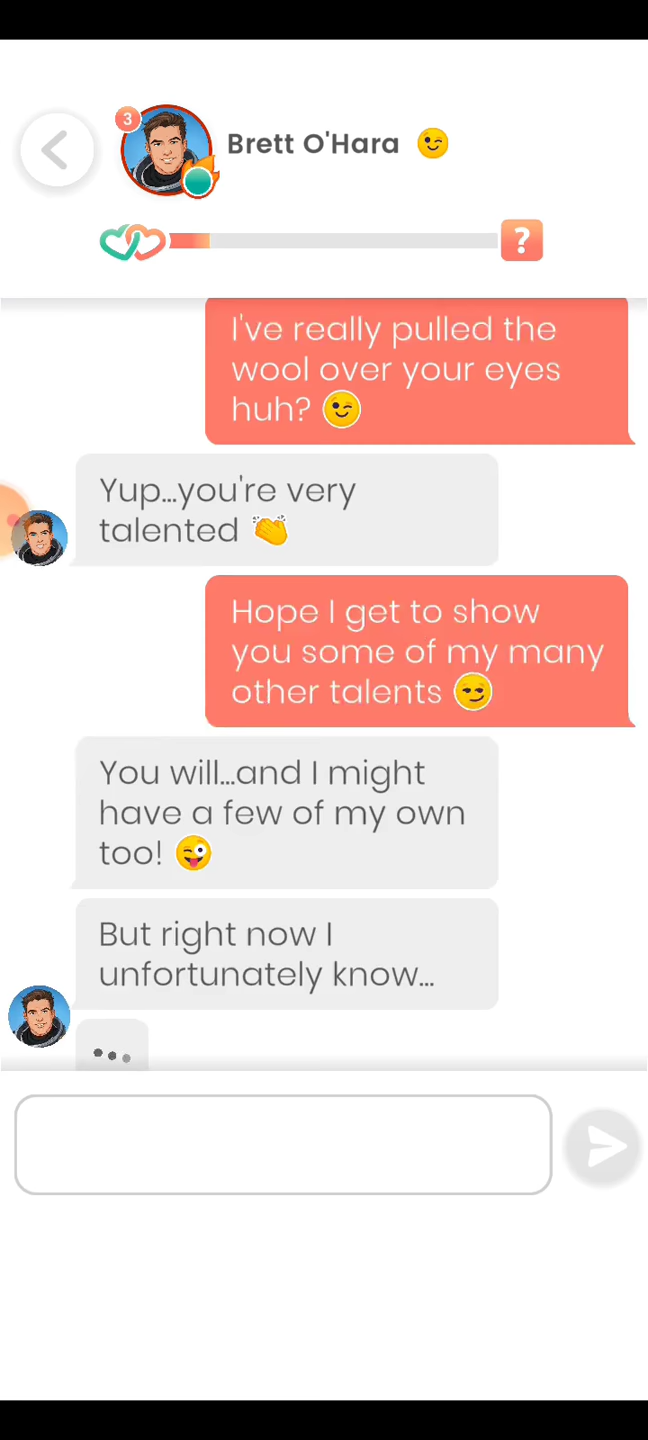 3
Brett O'Hara 😉
?
I've really pulled the
wool over your eyes
huh? 😉
Yup...you're very
talented 👏
Hope I get to show
you some of my many
other talents 😏
You will...and I might
have a few of my own
too! 😜
But right now I
unfortunately know...